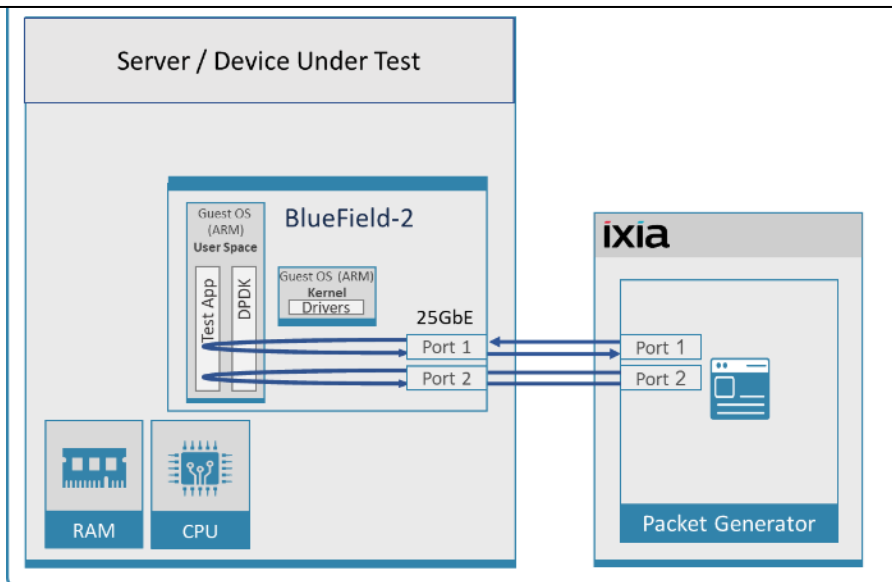 Server / Device Under Test
Guest OS
(ARM)
User Space
BlueField-2
Test App
DPDK
Guest OS (ARM)
Kernel
Drivers
25GbE
Port 1
Port 2
RAM
CPU
ixia
Port 1
Port 2
Packet Generator